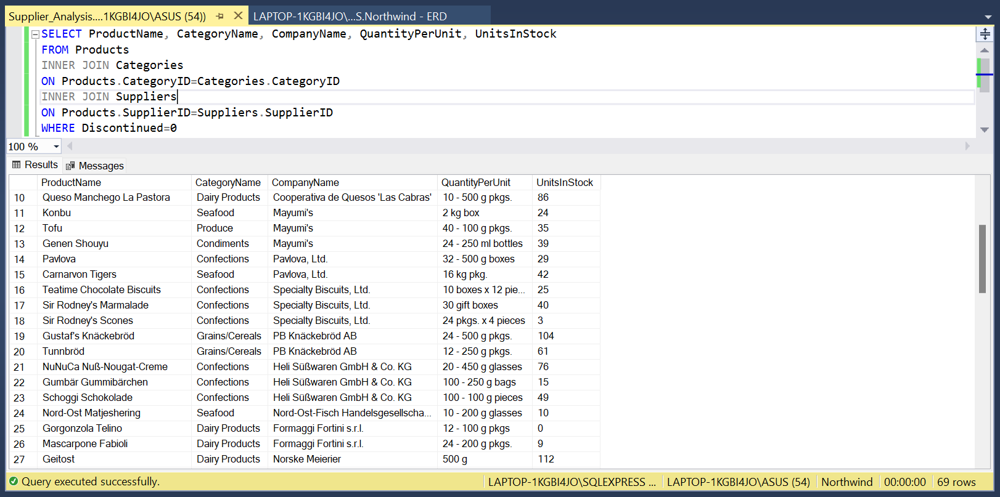 Supplier_Analysis....1KGBI4JO\ASUS (54)) LAPTOP-1KGBI4JO\...S.Northwind - ERD
SELECT ProductName, CategoryName, CompanyName, QuantityPerUnit, UnitsInStock
FROM Products
INNER JOIN Categories
ON Products.CategoryID=Categories.CategoryID
INNER JOIN Suppliers
ON Products.SupplierID=Suppliers.SupplierID
WHERE Discontinued=0
100 %
Results Messages
ProductName CategoryName CompanyName QuantityPerUnit UnitsInStock
10 Queso Manchego La Pastora Dairy Products Cooperativa de Quesos 'Las Cabras' 10 - 500 g pkgs. 86
11 Konbu Seafood Mayumi's 2 kg box 24
12 Tofu Produce Mayumi's 40 - 100 g pkgs. 35
13 Genen Shouyu Condiments Mayumi's 24 - 250 ml bottles 39
14 Pavlova Confections Pavlova, Ltd. 32 - 500 g boxes 29
15 Carnarvon Tigers Seafood Pavlova, Ltd. 16 kg pkg. 42
16 Teatime Chocolate Biscuits Confections Specialty Biscuits, Ltd. 10 boxes x 12 pie... 25
17 Sir Rodney's Marmalade Confections Specialty Biscuits, Ltd. 30 gift boxes 40
18 Sir Rodney's Scones Confections Specialty Biscuits, Ltd. 24 pkgs. x 4 pieces 3
19 Gustaf's Knäckebröd Grains/Cereals PB Knäckebröd AB 24 - 500 g pkgs. 104
20 Tunnbröd Grains/Cereals PB Knäckebröd AB 12 - 250 g pkgs. 61
21 NuNuCa Nuß-Nougat-Creme Confections Heli Süßwaren GmbH & Co. KG 20 - 450 g glasses 76
22 Gumbär Gummibärchen Confections Heli Süßwaren GmbH & Co. KG 100 - 250 g bags 15
23 Schoggi Schokolade Confections Heli Süßwaren GmbH & Co. KG 100 - 100 g pieces 49
24 Nord-Ost Matjeshering Seafood Nord-Ost-Fisch Handelsgesellscha... 10 - 200 g glasses 10
25 Gorgonzola Telino Dairy Products Formaggi Fortini s.r.l. 12 - 100 g pkgs 0
26 Mascarpone Fabioli Dairy Products Formaggi Fortini s.r.l. 24 - 200 g pkgs. 9
27 Geitost Dairy Products Norske Meierier 500 g 112
Query executed successfully. LAPTOP-1KGBI4JO\SQLEXPRESS ... LAPTOP-1KGBI4JO\ASUS (54) Northwind 00:00:00 69 rows